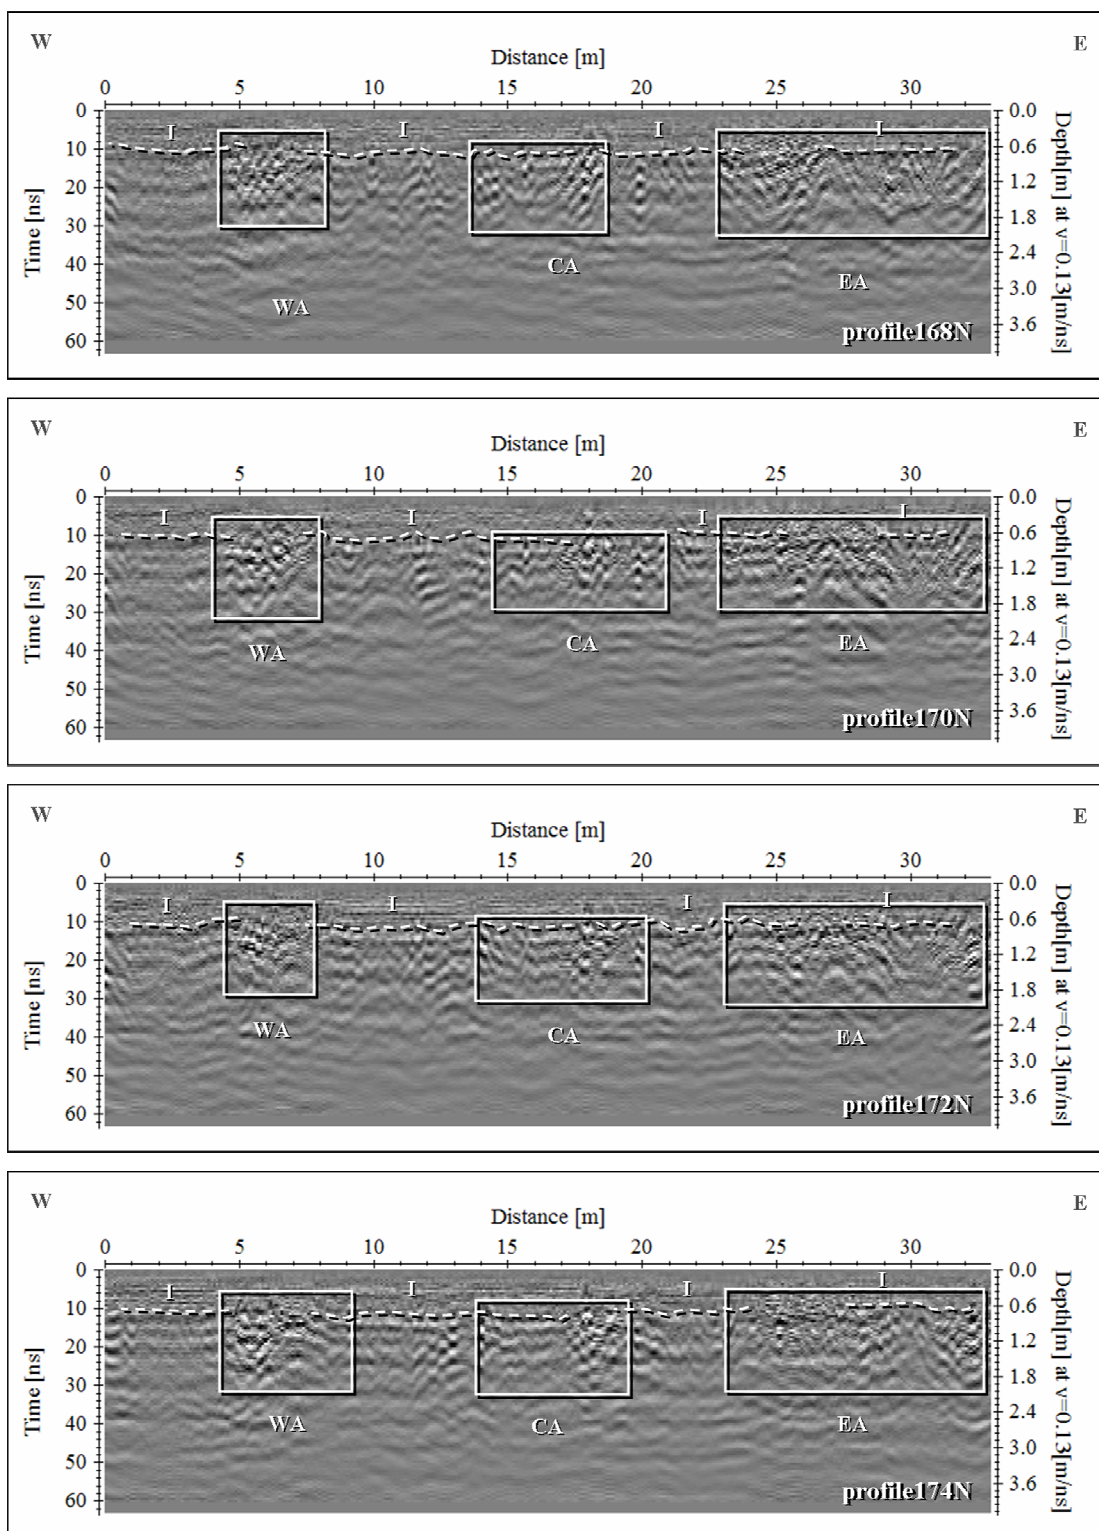 W E
Distance [m]
0 5 10 15 20 25 30
0 10 20 30 40 50 60
Time [ns]
0.0 0.6 1.2 1.8 2.4 3.0 3.6
Depth[m] at v=0.13[m/ns]
I I I I
WA CA EA
profile168N
W E
Distance [m]
0 5 10 15 20 25 30
0 10 20 30 40 50 60
Time [ns]
0.0 0.6 1.2 1.8 2.4 3.0 3.6
Depth[m] at v=0.13[m/ns]
I I I I
WA CA EA
profile170N
W E
Distance [m]
0 5 10 15 20 25 30
0 10 20 30 40 50 60
Time [ns]
0.0 0.6 1.2 1.8 2.4 3.0 3.6
Depth[m] at v=0.13[m/ns]
I I I I
WA CA EA
profile172N
W E
Distance [m]
0 5 10 15 20 25 30
0 10 20 30 40 50 60
Time [ns]
0.0 0.6 1.2 1.8 2.4 3.0 3.6
Depth[m] at v=0.13[m/ns]
I I I I
WA CA EA
profile174N